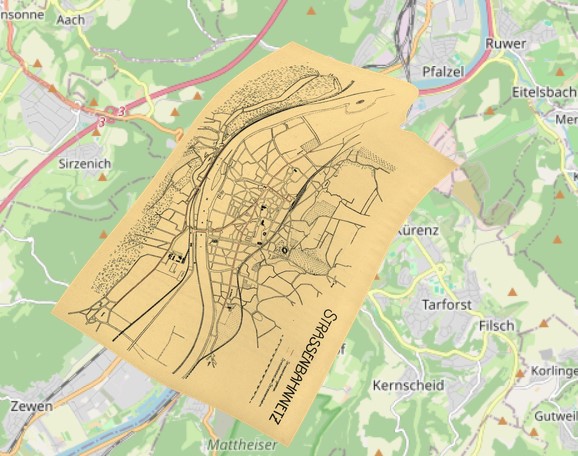 nsonne
Aach
Ruwer
Pfalzel
Eitelsbach
Mer
3
3
Sirzenich
K
Kürenz
Tarforst
Filsch
STRASSENBAHNNETZ
f
Korlinge
Kernscheid
Zewen
Gutweil
Mattheiser